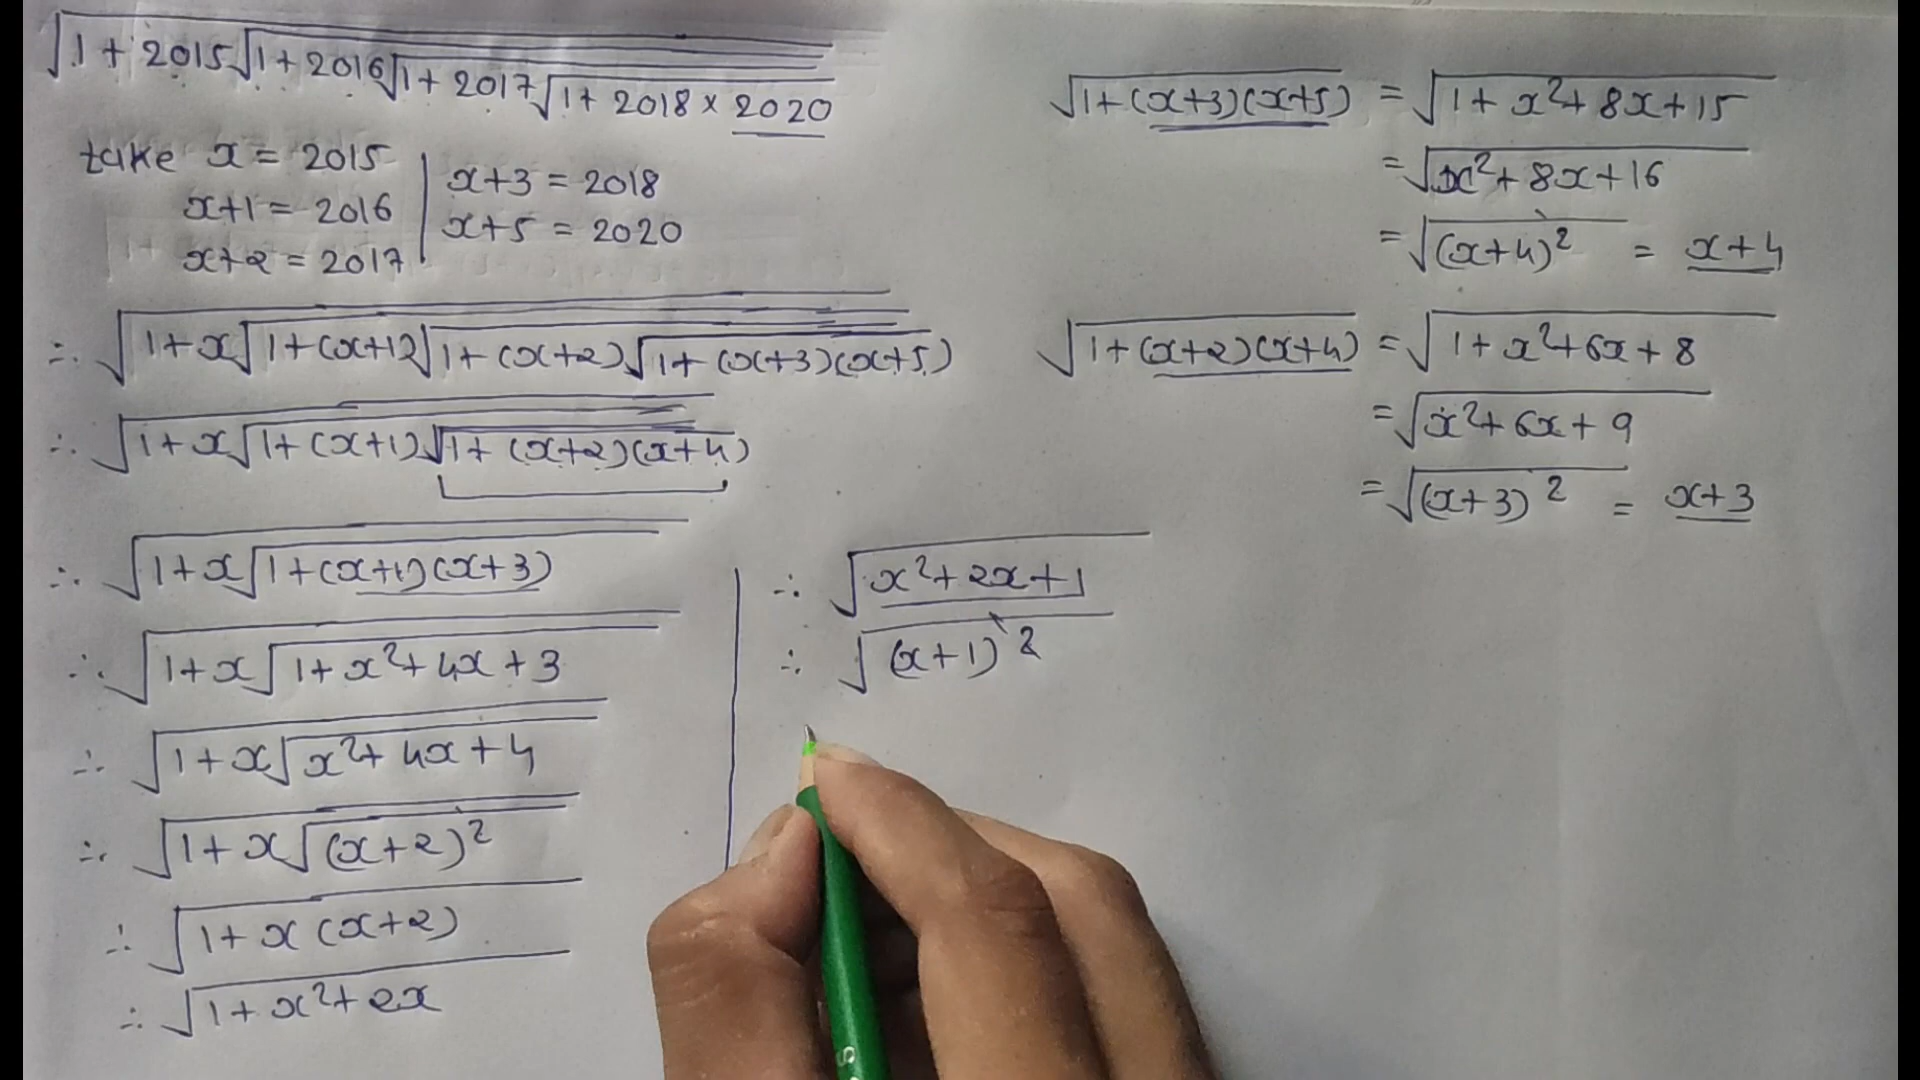 √1 + 2015√1 + 2016√1 + 2017√1 + 2018 × 2020
take x = 2015
x+1 = 2016
x+2 = 2017
x+3 = 2018
x+5 = 2020
∴ √1+x√1+(x+1)√1+(x+2)√1+(x+3)(x+5)
∴ √1+x√1+(x+1)√1+(x+2)(x+4)
∴ √1+x√1+(x+1)(x+3)
∴ √1+x√1+x²+4x+3
∴ √1+x√x²+4x+4
∴ √1+x√(x+2)²
∴ √1+x(x+2)
∴ √1+x²+2x
∴ √x²+2x+1
∴ √(x+1)²
√1+(x+3)(x+5) = √1+x²+8x+15
= √x²+8x+16
= √(x+4)² = x+4
√1+(x+2)(x+4) = √1+x²+6x+8
= √x²+6x+9
= √(x+3)² = x+3